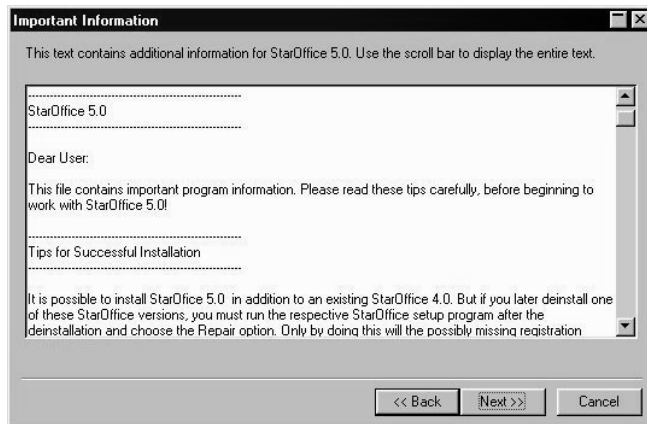 Important Information
This text contains additional information for StarOffice 5.0. Use the scroll bar to display the entire text.
------------------------------------------------------
StarOffice 5.0
------------------------------------------------------
Dear User:
This file contains important program information. Please read these tips carefully, before beginning to
work with StarOffice 5.0!
------------------------------------------------------
Tips for Successful Installation
------------------------------------------------------
It is possible to install StarOfice 5.0 in addition to an existing StarOffice 4.0. But if you later deinstall one
of these StarOffice versions, you must run the respective StarOffice setup program after the
deinstallation and choose the Repair option. Only by doing this will the possibly missing registration
<< Back Next >> Cancel